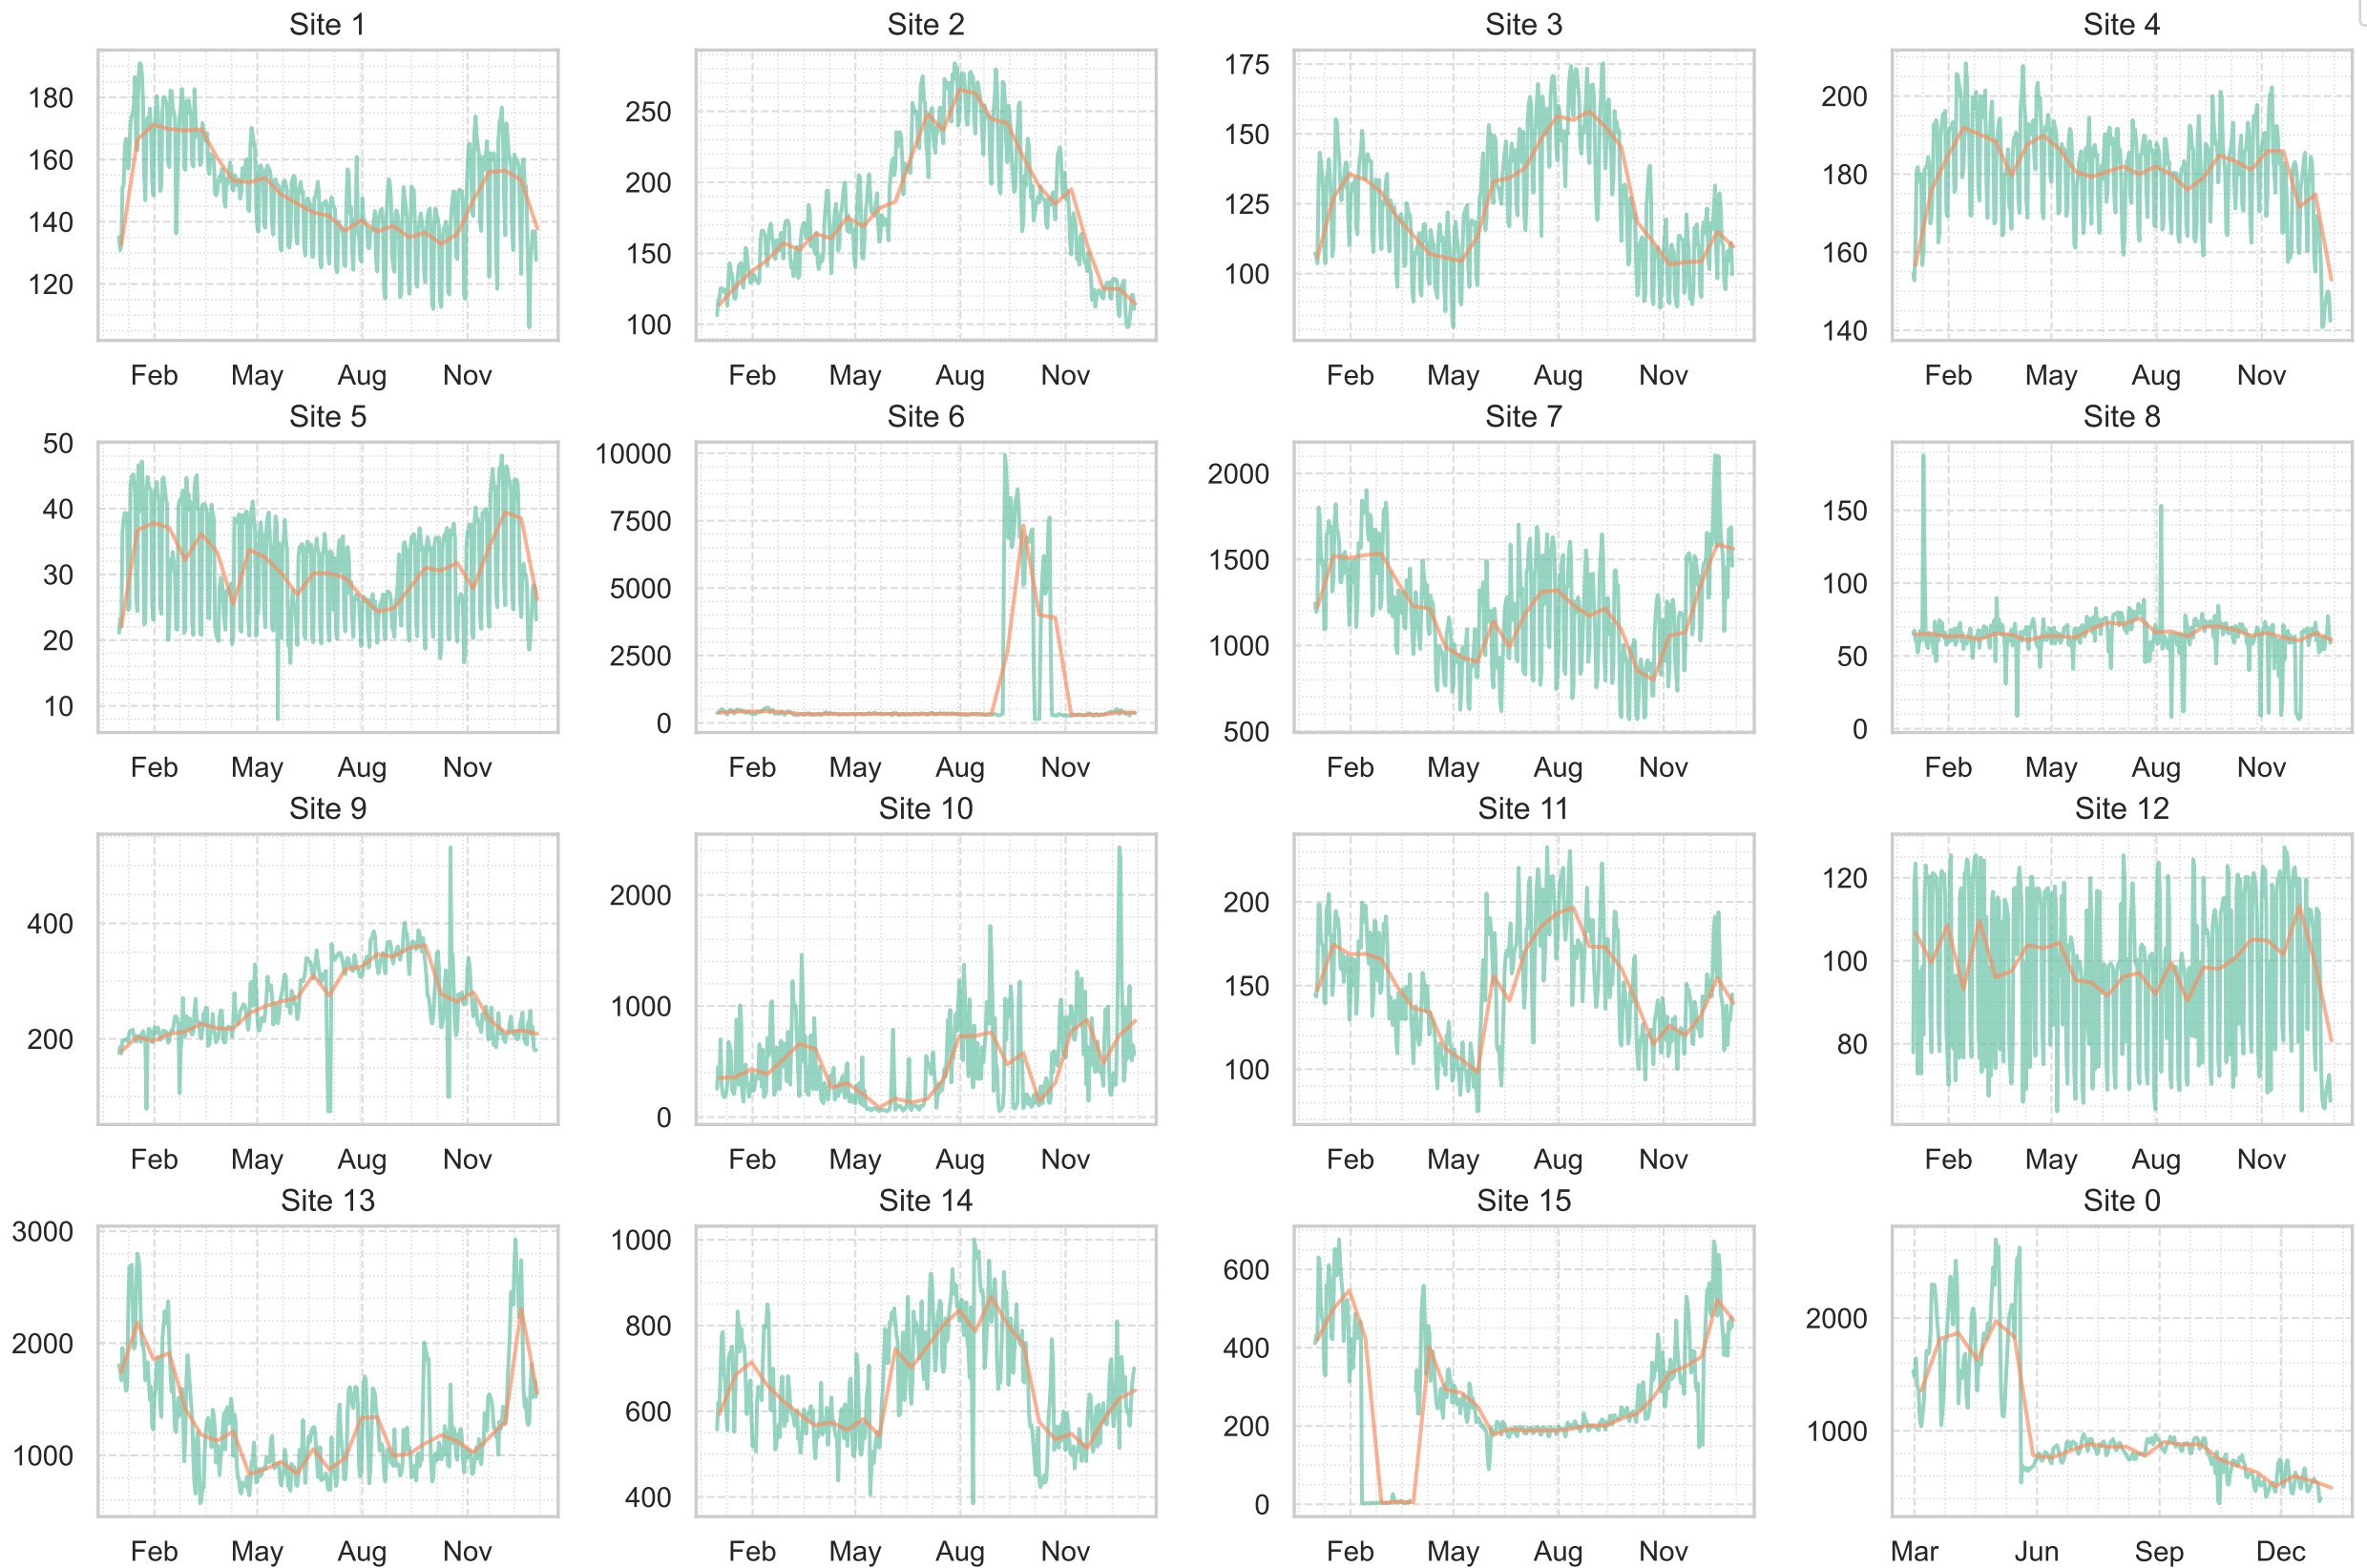 Site 1
180
160
140
120
Feb May Aug Nov
Site 2
250
200
150
100
Feb May Aug Nov
Site 3
175
150
125
100
Feb May Aug Nov
Site 4
200
180
160
140
Feb May Aug Nov
Site 5
50
40
30
20
10
Feb May Aug Nov
Site 6
10000
7500
5000
2500
0
Feb May Aug Nov
Site 7
2000
1500
1000
500
Feb May Aug Nov
Site 8
150
100
50
0
Feb May Aug Nov
Site 9
400
200
Feb May Aug Nov
Site 10
2000
1000
0
Feb May Aug Nov
Site 11
200
150
100
Feb May Aug Nov
Site 12
120
100
80
Feb May Aug Nov
Site 13
3000
2000
1000
Feb May Aug Nov
Site 14
1000
800
600
400
Feb May Aug Nov
Site 15
600
400
200
0
Feb May Aug Nov
Site 0
2000
1000
Mar Jun Sep Dec